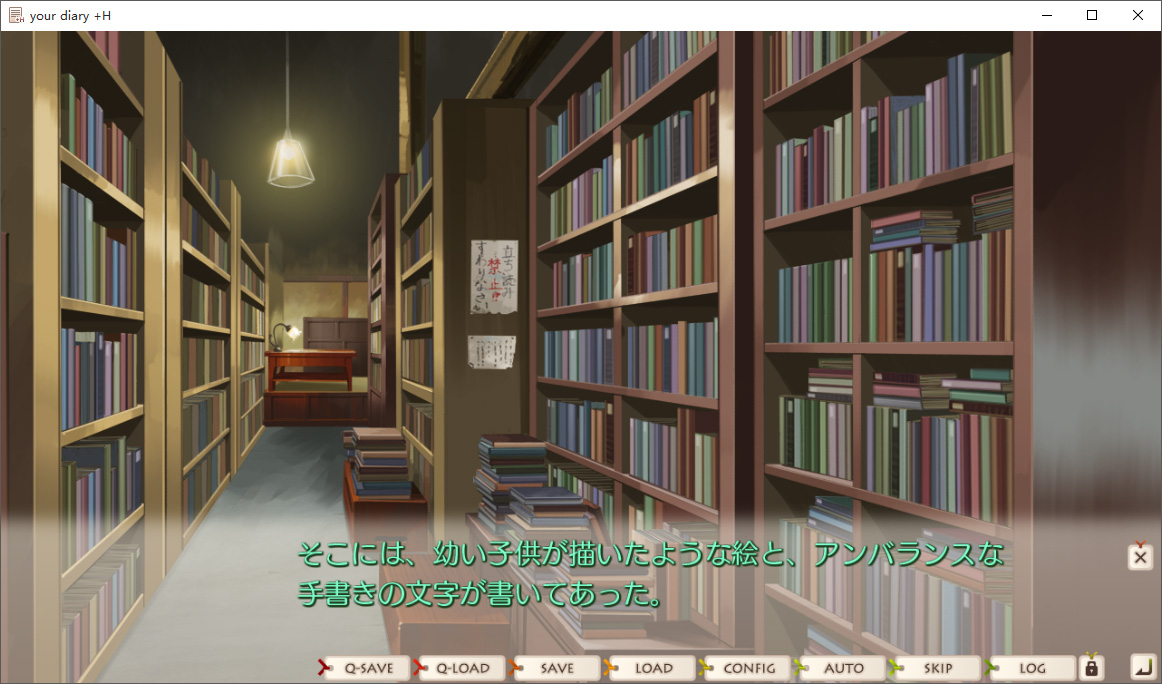 your diary +H
立ち読み
禁止!!
すわりなさい
そこには、幼い子供が描いたような絵と、アンバランスな
手書きの文字が書いてあった。
Q-SAVE
Q-LOAD
SAVE
LOAD
CONFIG
AUTO
SKIP
LOG